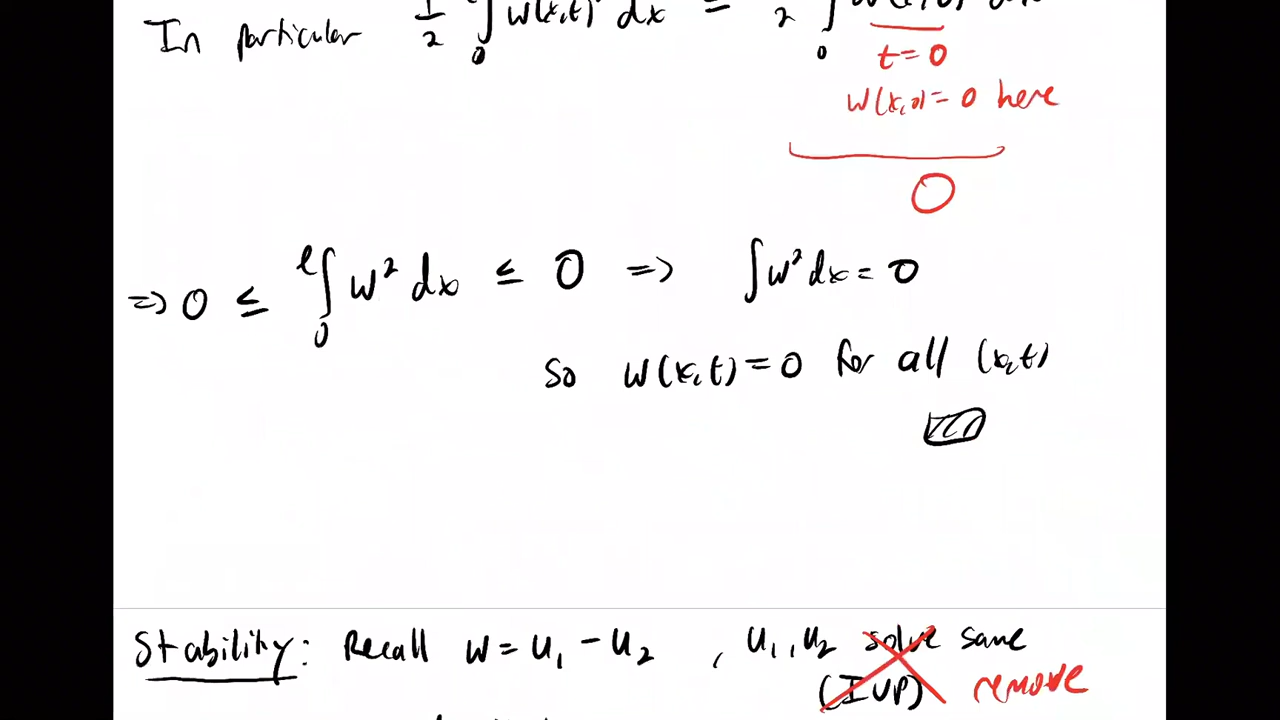 In particular 1/2 ∫₀ w(x,t)² dx ≤ 1/2 ∫₀
t=0
w(x,0)=0 here
0
⇒ 0 ≤ ∫₀ˡ w² dx ≤ 0 ⇒ ∫w² dx = 0
So w(x,t)=0 for all (x,t)
Stability: Recall w = u₁ - u₂ , u₁, u₂ solve same
(IVP) remove